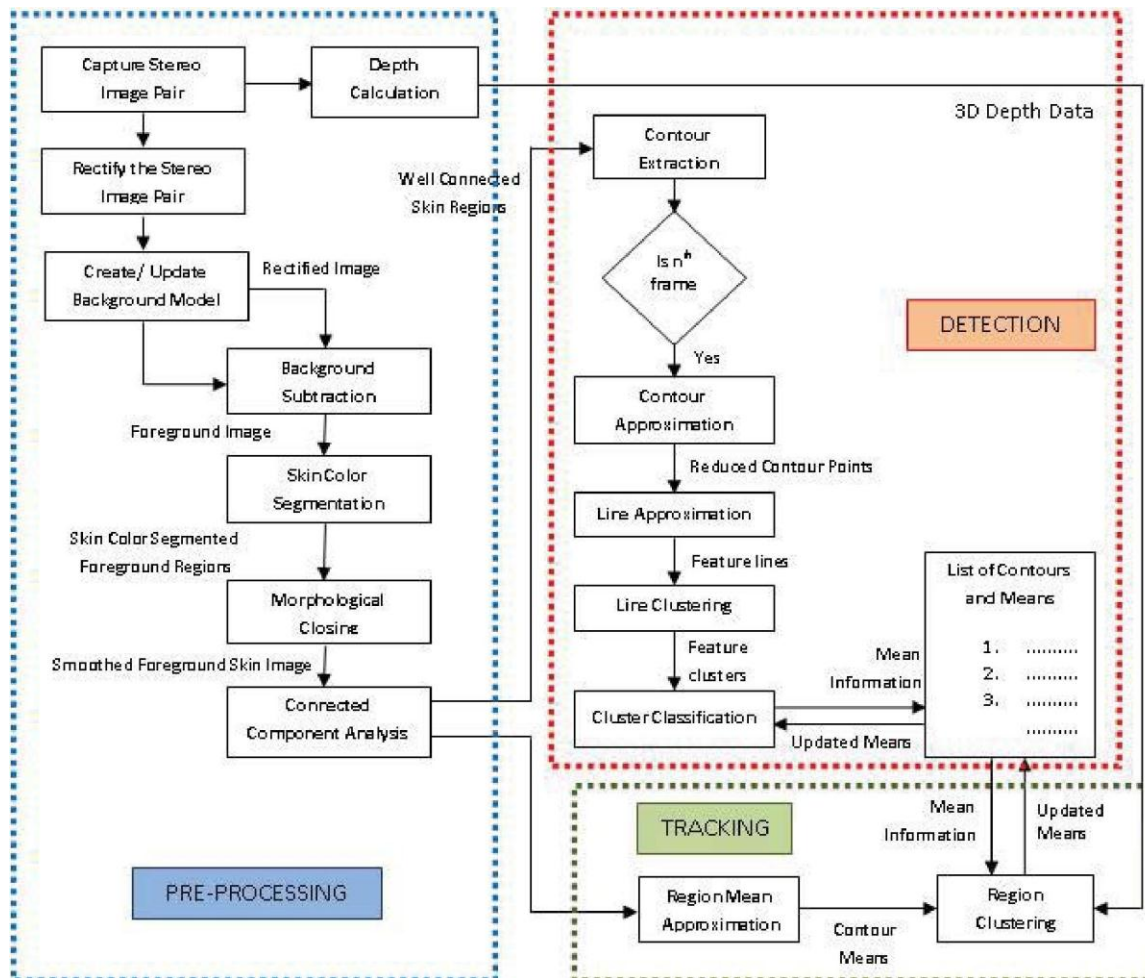 Capture Stereo
Image Pair
Depth
Calculation
3D Depth Data
Rectify the Stereo
Image Pair
Create/ Update
Background Model
Rectified Image
Background
Subtraction
Foreground Image
Skin Color
Segmentation
Skin Color Segmented
Foreground Regions
Morphological
Closing
Smoothed Foreground Skin Image
Connected
Component Analysis
PRE-PROCESSING
Well Connected
Skin Regions
Contour
Extraction
Is nth
frame
Yes
DETECTION
Contour
Approximation
Reduced Contour Points
Line Approximation
Feature lines
Line Clustering
Feature
clusters
Cluster Classification
Mean
Information
Updated Means
List of Contours
and Means
1. ..........
2. ..........
3. ..........
..........
TRACKING
Mean
Information
Updated
Means
Region Mean
Approximation
Contour
Means
Region
Clustering